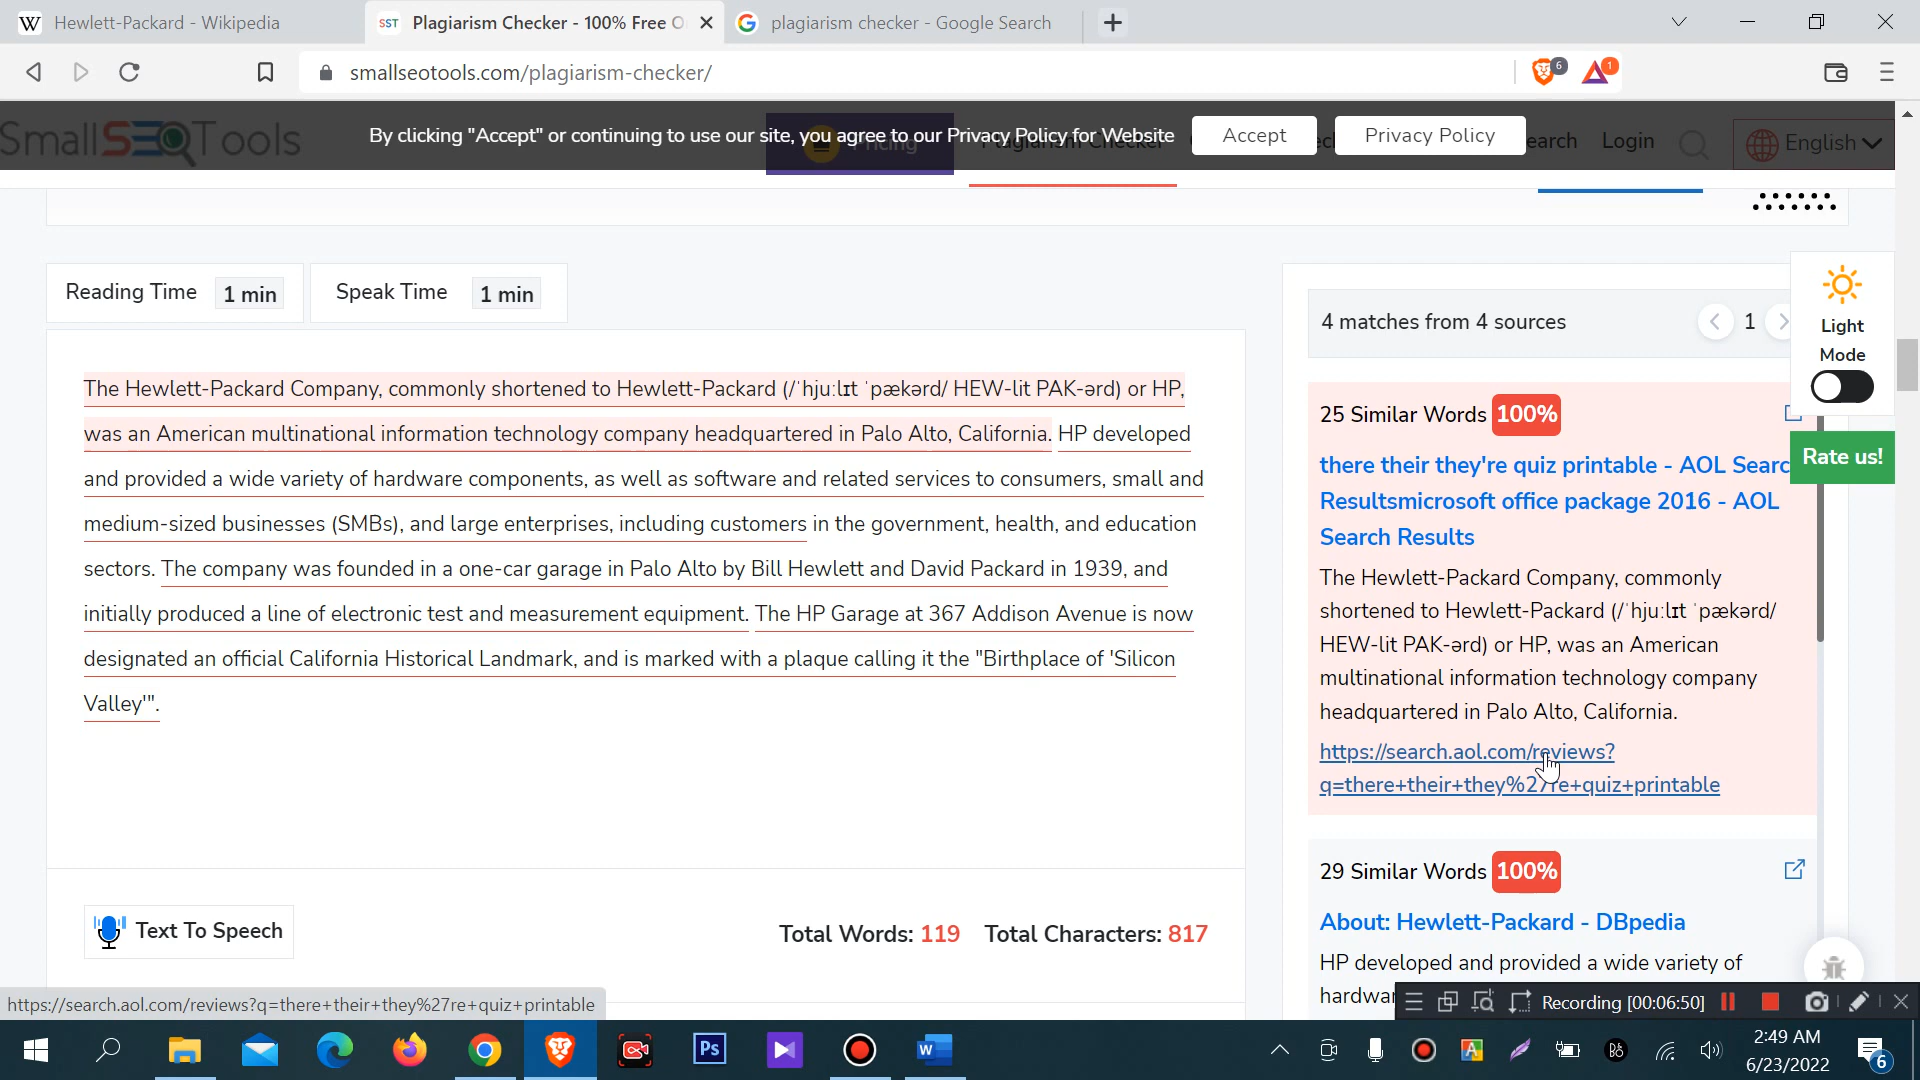 Hewlett-Packard - Wikipedia
SST Plagiarism Checker - 100% Free O
plagiarism checker - Google Search
smallseotools.com/plagiarism-checker/
6
1
SmallSEOTools
By clicking "Accept" or continuing to use our site, you agree to our Privacy Policy for Website
Accept
Privacy Policy
Pricing
Plagiarism Checker
earch
Login
English
Reading Time 1 min
Speak Time 1 min
The Hewlett-Packard Company, commonly shortened to Hewlett-Packard (/ˈhjuːlɪt ˈpækərd/ HEW-lit PAK-ərd) or HP,
was an American multinational information technology company headquartered in Palo Alto, California. HP developed
and provided a wide variety of hardware components, as well as software and related services to consumers, small and
medium-sized businesses (SMBs), and large enterprises, including customers in the government, health, and education
sectors. The company was founded in a one-car garage in Palo Alto by Bill Hewlett and David Packard in 1939, and
initially produced a line of electronic test and measurement equipment. The HP Garage at 367 Addison Avenue is now
designated an official California Historical Landmark, and is marked with a plaque calling it the "Birthplace of 'Silicon
Valley'".
Text To Speech
Total Words: 119 Total Characters: 817
4 matches from 4 sources
1
25 Similar Words 100%
there their they're quiz printable - AOL Searc
Resultsmicrosoft office package 2016 - AOL
Search Results
The Hewlett-Packard Company, commonly
shortened to Hewlett-Packard (/ˈhjuːlɪt ˈpækərd/
HEW-lit PAK-ərd) or HP, was an American
multinational information technology company
headquartered in Palo Alto, California.
https://search.aol.com/reviews?
q=there+their+they%27re+quiz+printable
29 Similar Words 100%
About: Hewlett-Packard - DBpedia
HP developed and provided a wide variety of
hardwar
Light
Mode
Rate us!
https://search.aol.com/reviews?q=there+their+they%27re+quiz+printable
Recording [00:06:50]
Ps
W
2:49 AM
6/23/2022
6